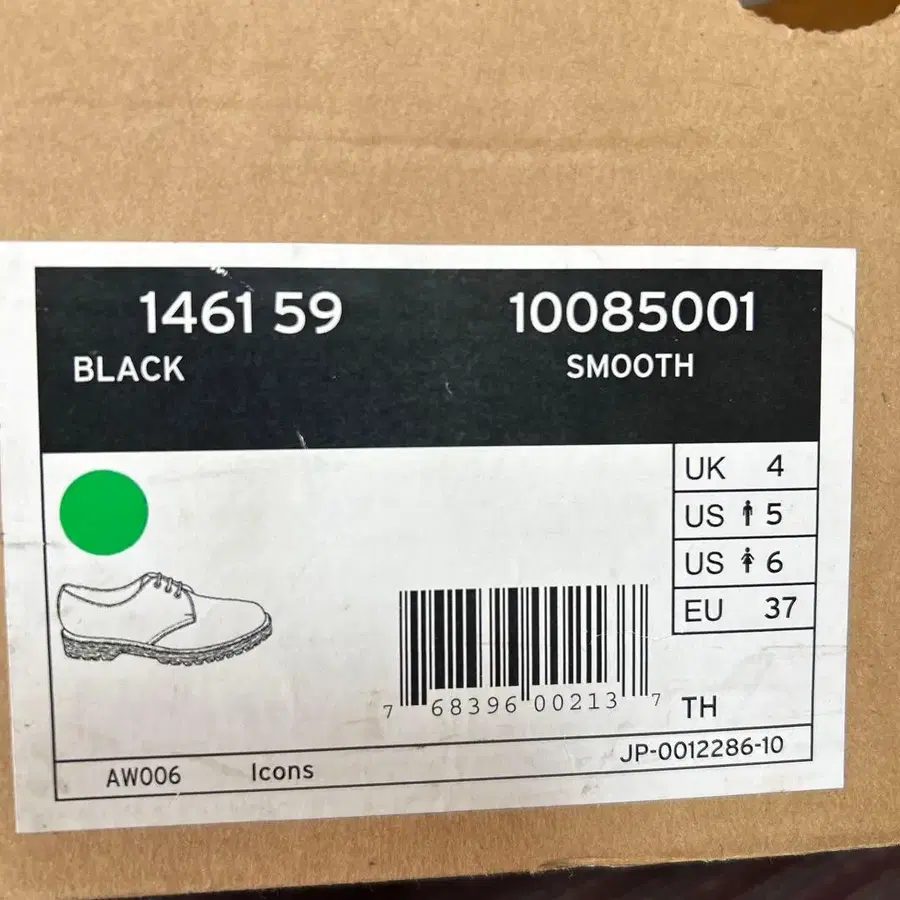 1461 59 10085001
BLACK SMOOTH
UK 4
US 5
US 6
EU 37
7 68396 00213 7
TH
JP-0012286-10
AW006 Icons